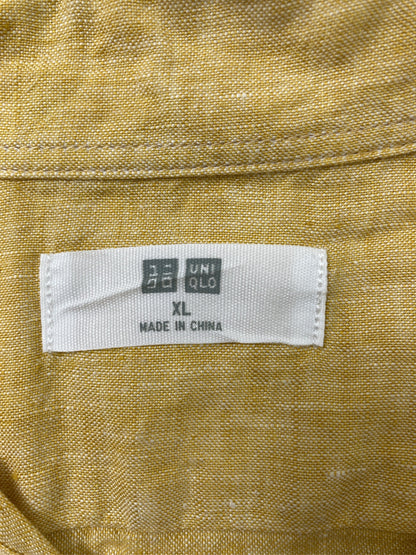 ユニ UNI
クロ QLO
XL
MADE IN CHINA